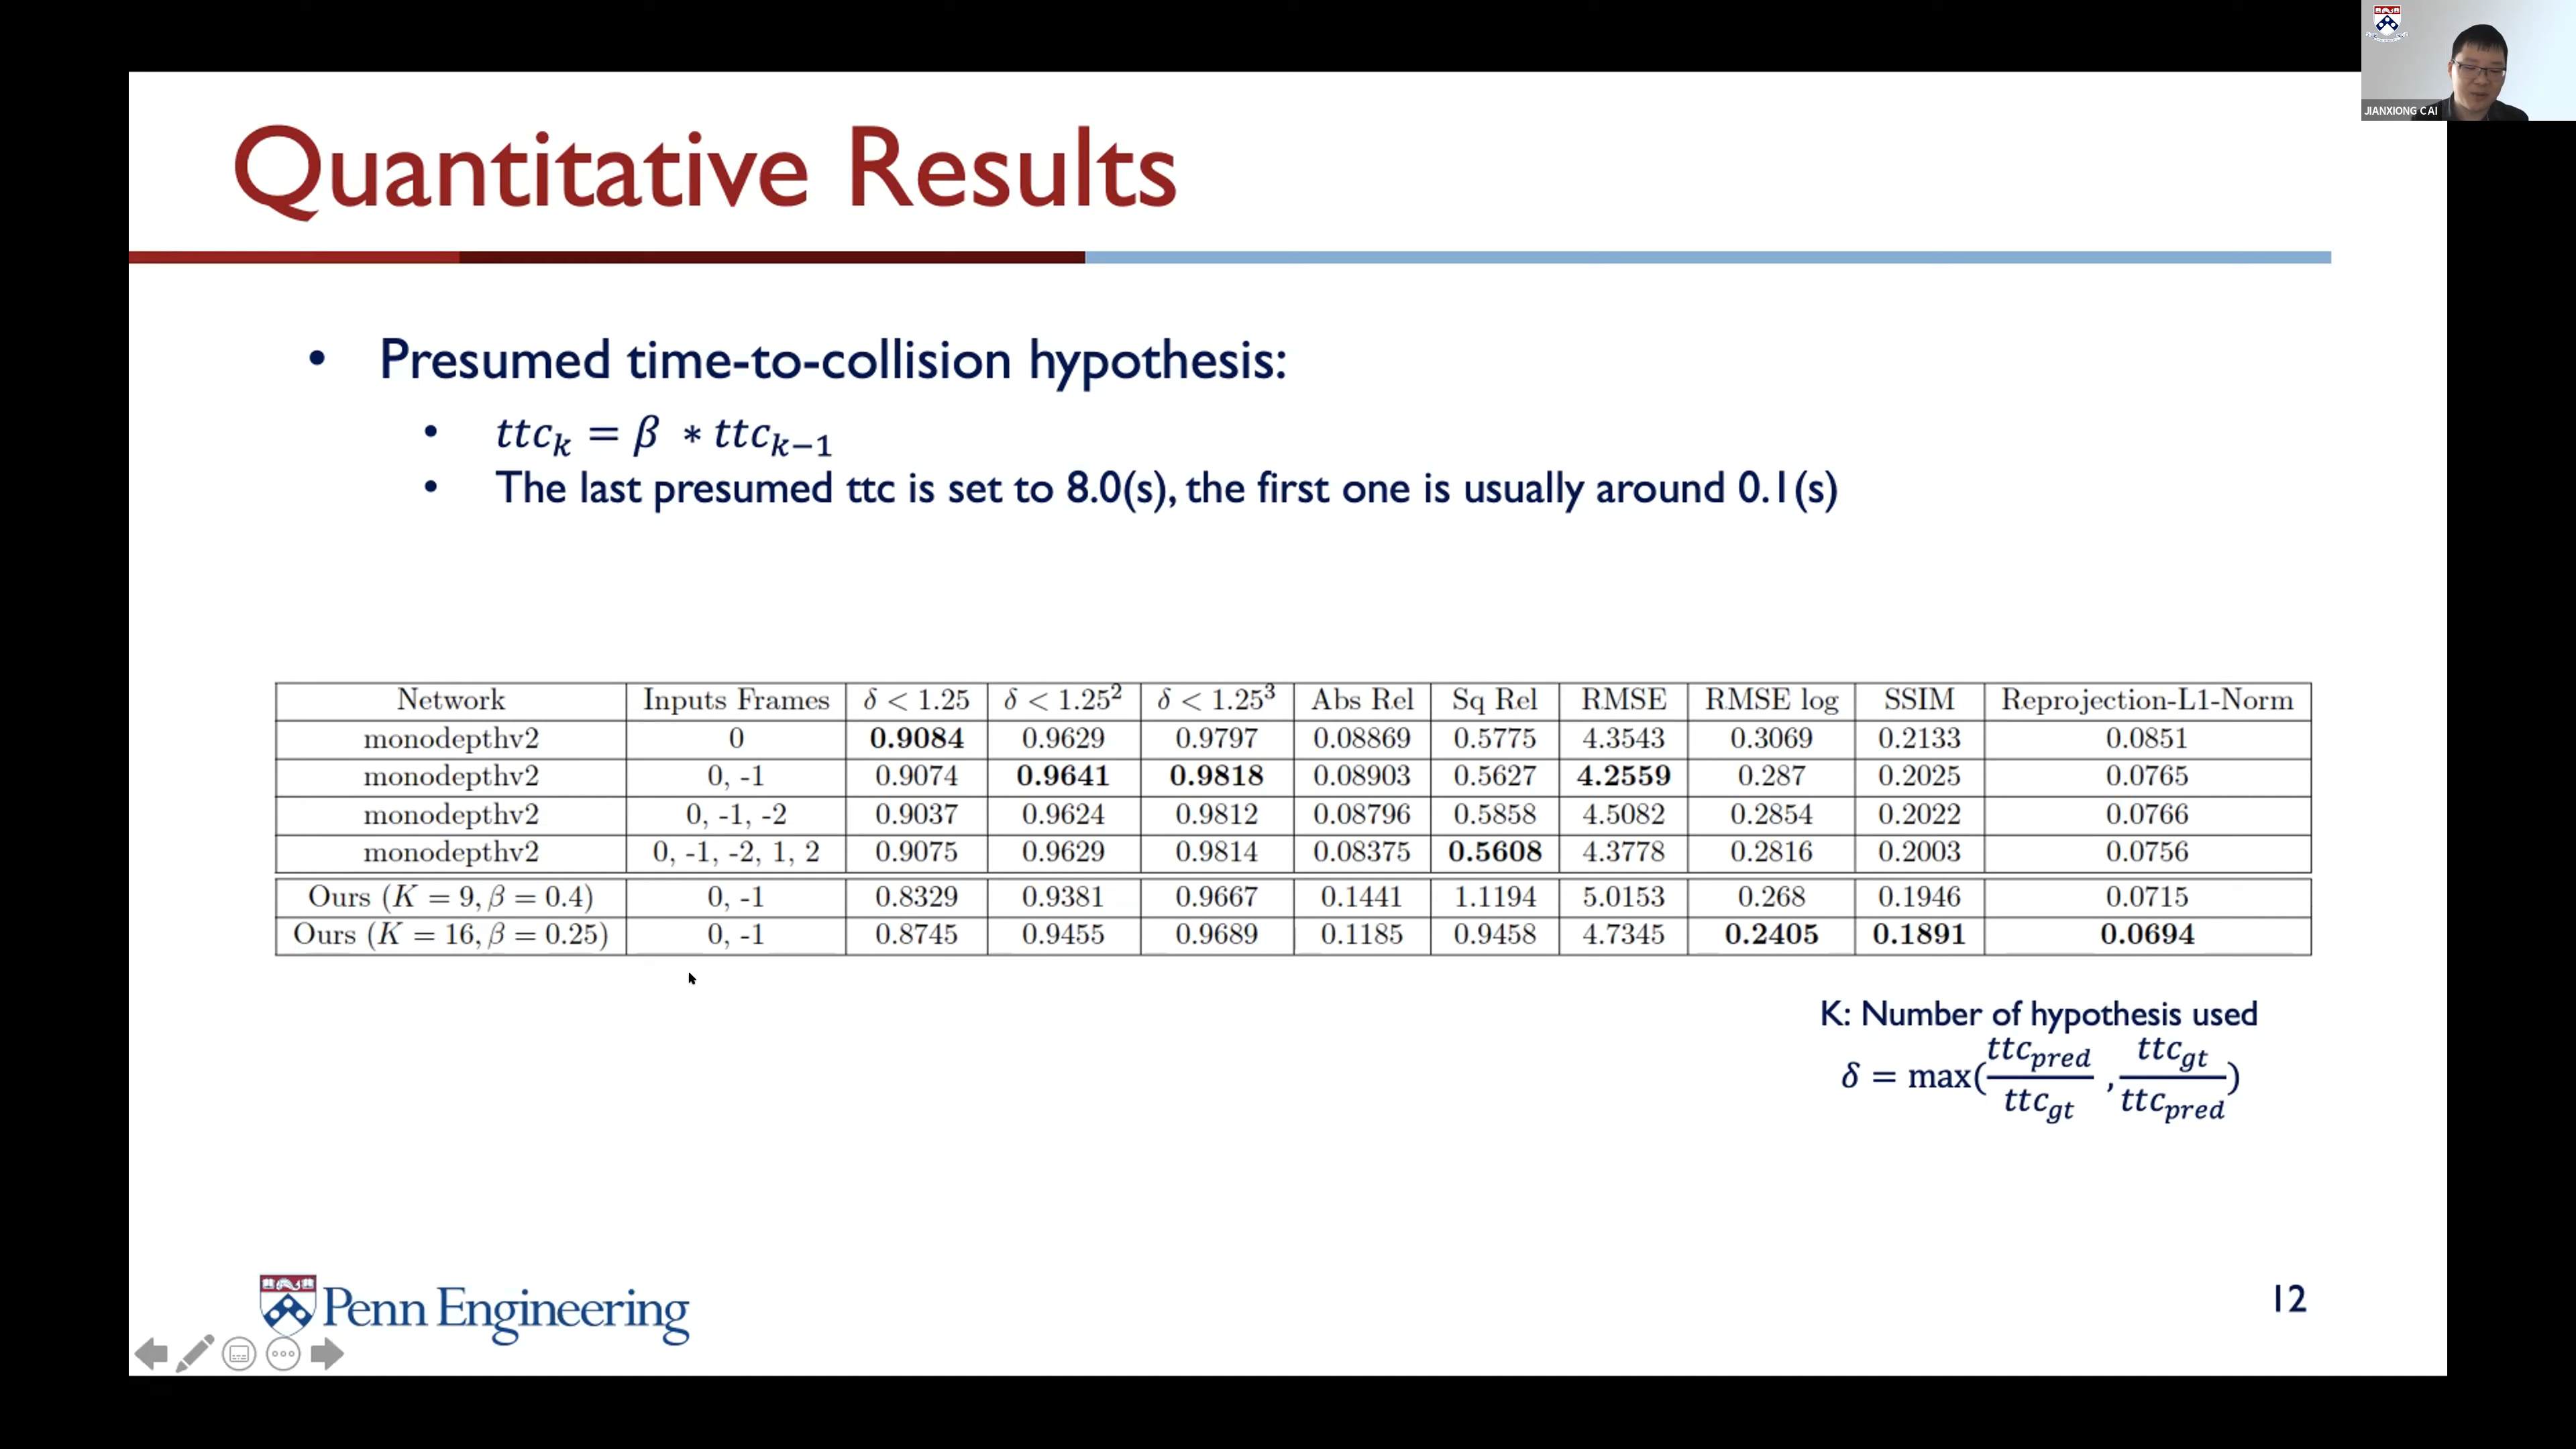 JIANXIONG CAI
Quantitative Results
• Presumed time-to-collision hypothesis:
• ttc_k = β * ttc_{k−1}
• The last presumed ttc is set to 8.0(s), the first one is usually around 0.1(s)
Network Inputs Frames δ < 1.25 δ < 1.25² δ < 1.25³ Abs Rel Sq Rel RMSE RMSE log SSIM Reprojection-L1-Norm
monodepthv2 0 0.9084 0.9629 0.9797 0.08869 0.5775 4.3543 0.3069 0.2133 0.0851
monodepthv2 0, -1 0.9074 0.9641 0.9818 0.08903 0.5627 4.2559 0.287 0.2025 0.0765
monodepthv2 0, -1, -2 0.9037 0.9624 0.9812 0.08796 0.5858 4.5082 0.2854 0.2022 0.0766
monodepthv2 0, -1, -2, 1, 2 0.9075 0.9629 0.9814 0.08375 0.5608 4.3778 0.2816 0.2003 0.0756
Ours (K = 9, β = 0.4) 0, -1 0.8329 0.9381 0.9667 0.1441 1.1194 5.0153 0.268 0.1946 0.0715
Ours (K = 16, β = 0.25) 0, -1 0.8745 0.9455 0.9689 0.1185 0.9458 4.7345 0.2405 0.1891 0.0694
K: Number of hypothesis used
δ = max(ttc_pred / ttc_gt , ttc_gt / ttc_pred)
Penn Engineering
12